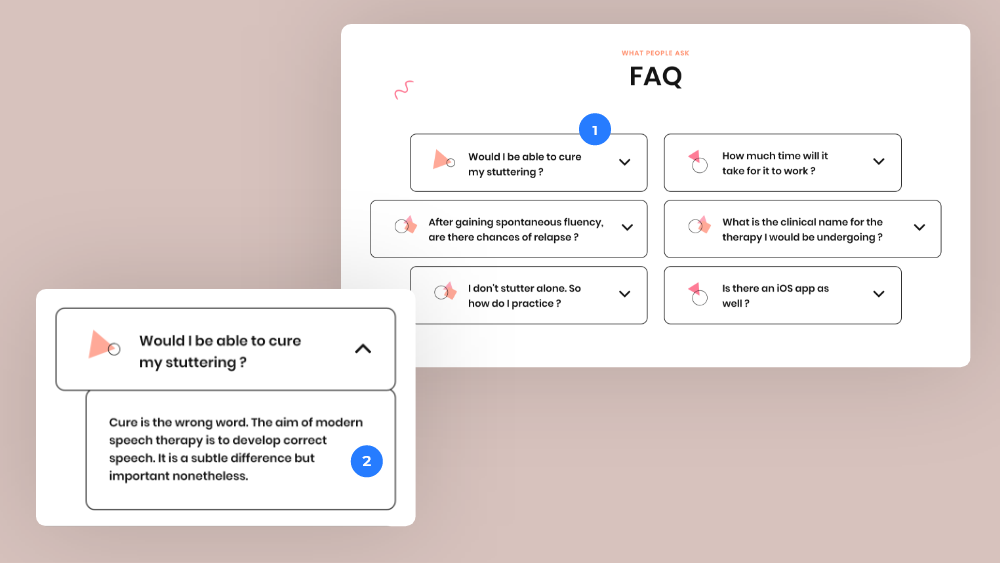 WHAT PEOPLE ASK
FAQ
1
Would I be able to cure
my stuttering ?
How much time will it
take for it to work ?
After gaining spontaneous fluency,
are there chances of relapse ?
What is the clinical name for the
therapy I would be undergoing ?
I don't stutter alone. So
how do I practice ?
Is there an iOS app as
well ?
Would I be able to cure
my stuttering ?
Cure is the wrong word. The aim of modern
speech therapy is to develop correct
speech. It is a subtle difference but
important nonetheless.
2